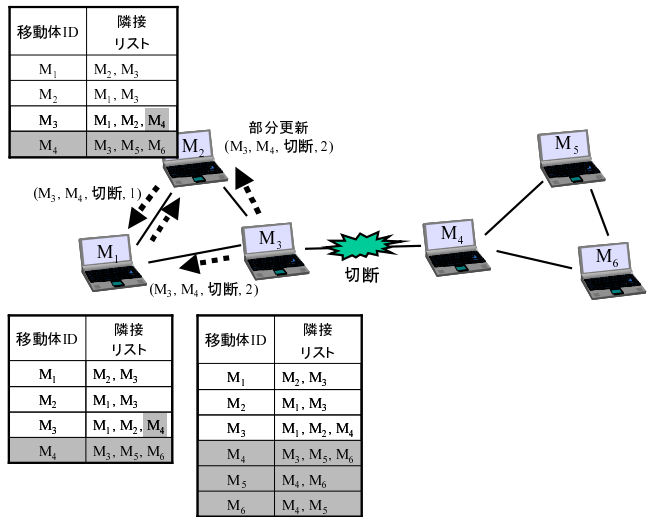 移動体ID 隣接リスト
M1 M2, M3
M2 M1, M3
M3 M1, M2, M4
M4 M3, M5, M6
部分更新
(M3, M4, 切断, 2)
M2
M5
(M3, M4, 切断, 1)
M1
M3
M4
M6
切断
(M3, M4, 切断, 2)
移動体ID 隣接リスト
M1 M2, M3
M2 M1, M3
M3 M1, M2, M4
M4 M3, M5, M6
移動体ID 隣接リスト
M1 M2, M3
M2 M1, M3
M3 M1, M2, M4
M4 M3, M5, M6
M5 M4, M6
M6 M4, M5